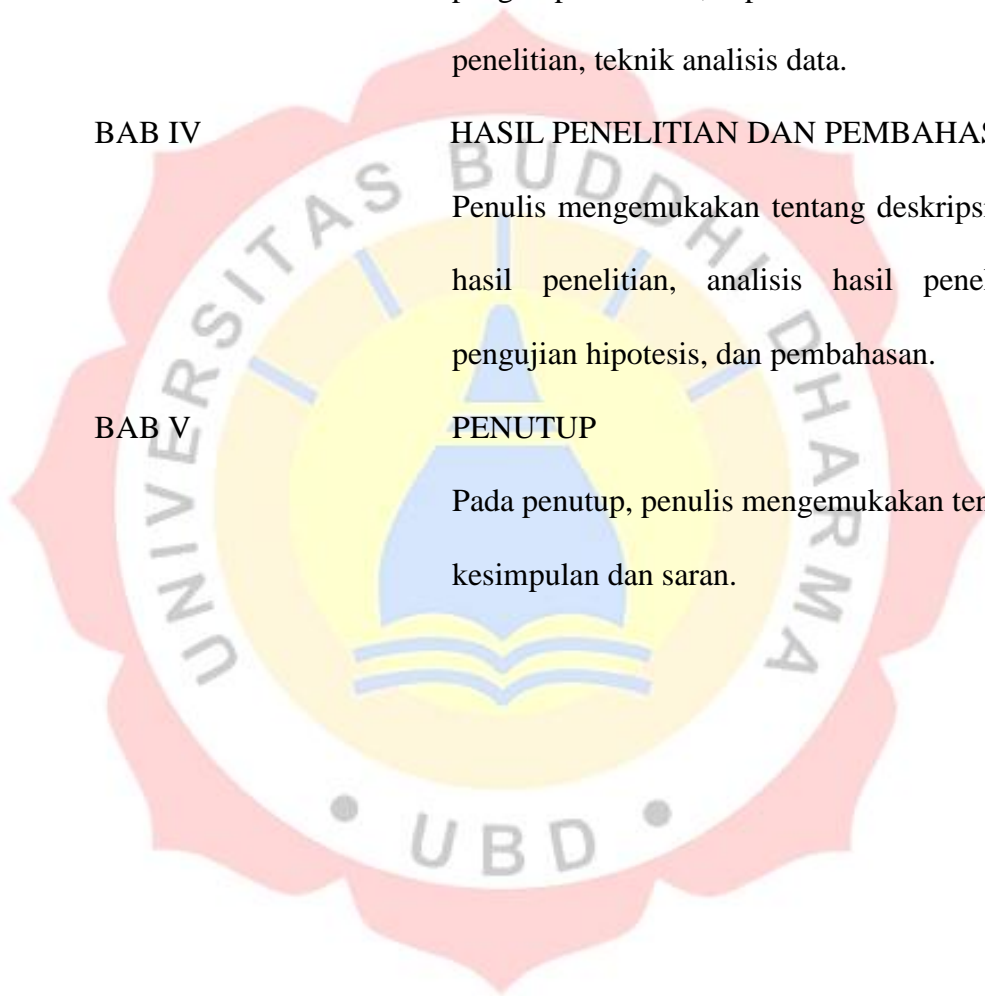 penelitian, teknik analisis data.
BAB IV HASIL PENELITIAN DAN PEMBAHAS
Penulis mengemukakan tentang deskripsi
hasil penelitian, analisis hasil pene
pengujian hipotesis, dan pembahasan.
BAB V PENUTUP
Pada penutup, penulis mengemukakan ten
kesimpulan dan saran.
UNIVERSITAS BUDDHI DHARMA
• UBD •